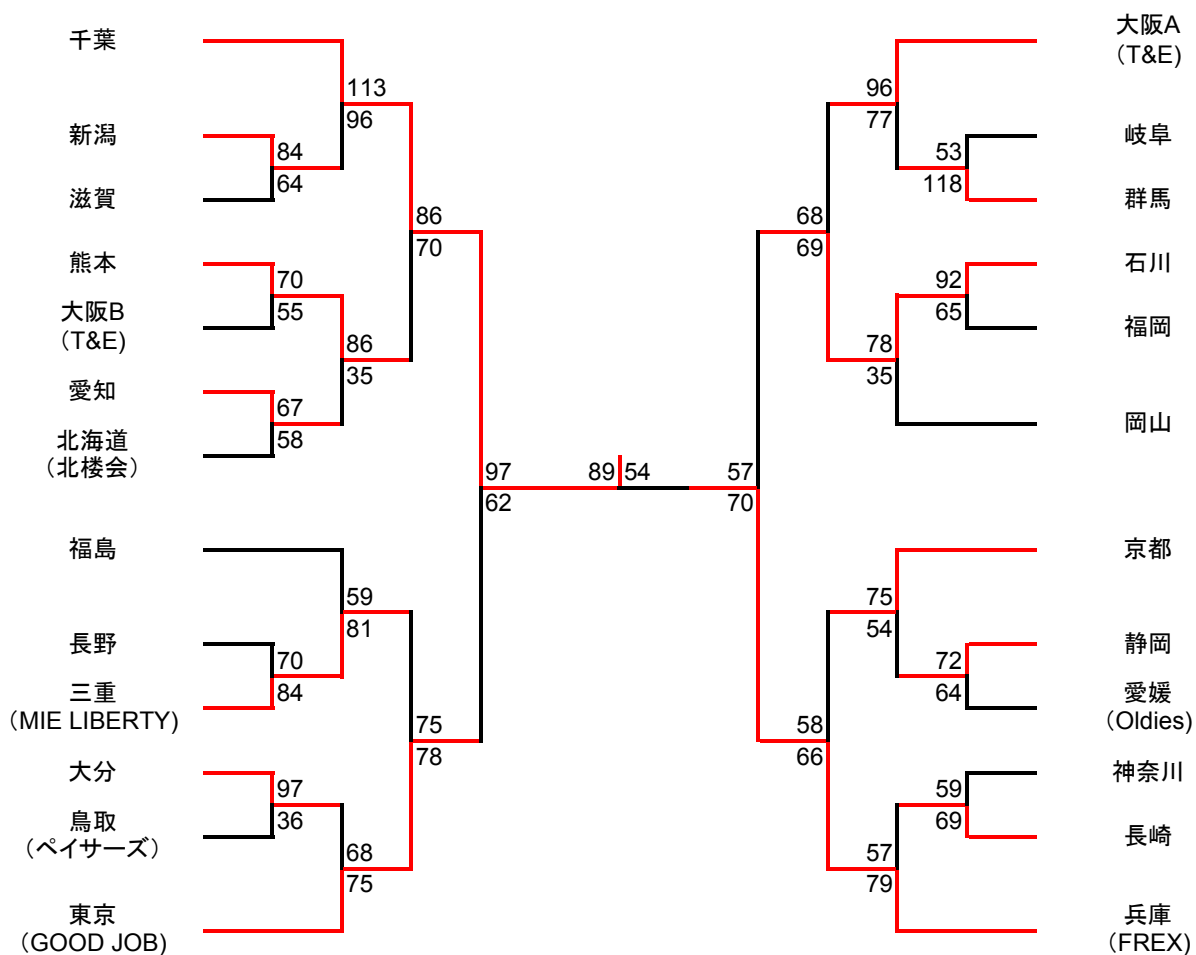 千葉
113
96
新潟
84
64
滋賀
86
70
熊本
70
55
大阪B
(T&E)
86
35
愛知
67
58
北海道
（北楼会）
97
62
福島
59
81
長野
70
84
三重
（MIE LIBERTY)
75
78
大分
97
36
鳥取
（ペイサーズ）
68
75
東京
（GOOD JOB)
89
54
大阪A
（T&E)
96
77
岐阜
53
118
群馬
68
69
石川
92
65
福岡
78
35
岡山
57
70
京都
75
54
静岡
72
64
愛媛
（Oldies)
58
66
神奈川
59
69
長崎
57
79
兵庫
（FREX)